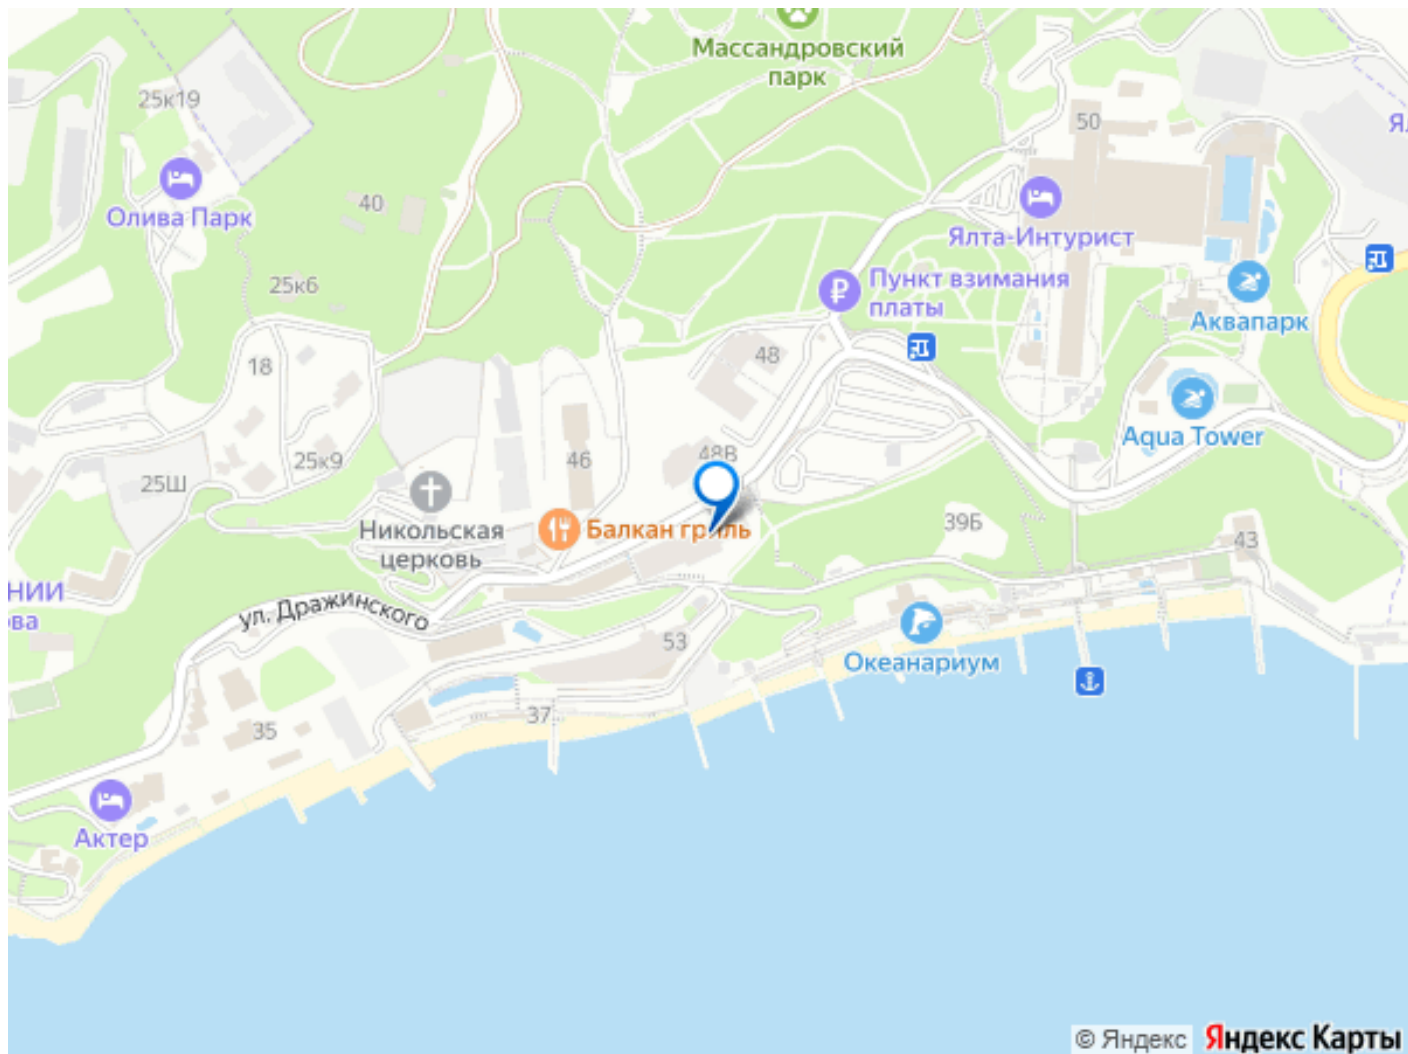 Массандровский
парк
25к19
50
Я
40
Олива Парк
Ялта-Интурист
25к6
Пункт взимания
платы
Аквапарк
48
18
Aqua Tower
25к9
46
48В
25Ш
Никольская
церковь
Балкан гриль
39Б
43
НИИ
ова
ул. Дражинского
53
Океанариум
37
35
Актер
© Яндекс
Яндекс Карты